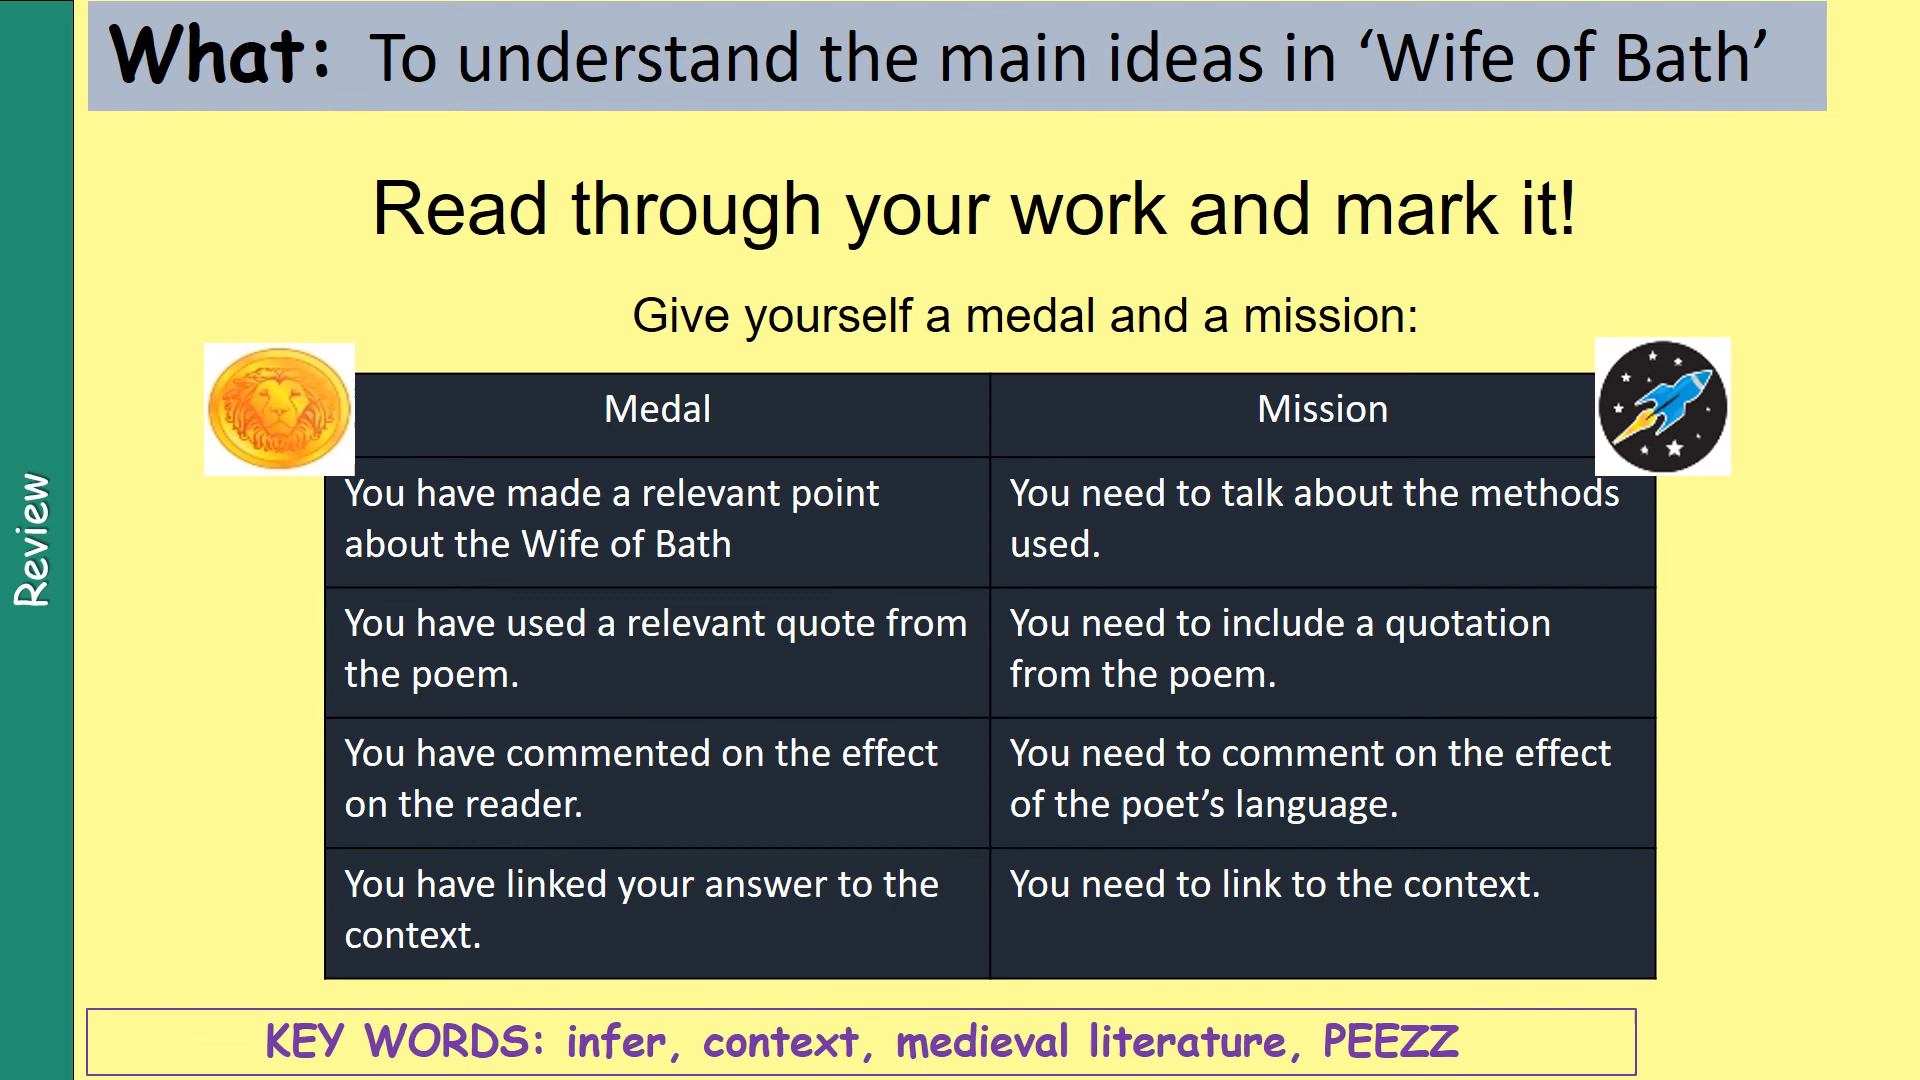 What: To understand the main ideas in ‘Wife of Bath’
Read through your work and mark it!
Give yourself a medal and a mission:
Medal
Mission
You have made a relevant point
about the Wife of Bath
You need to talk about the methods
used.
You have used a relevant quote from
the poem.
You need to include a quotation
from the poem.
You have commented on the effect
on the reader.
You need to comment on the effect
of the poet’s language.
You have linked your answer to the
context.
You need to link to the context.
Review
KEY WORDS: infer, context, medieval literature, PEEZZ